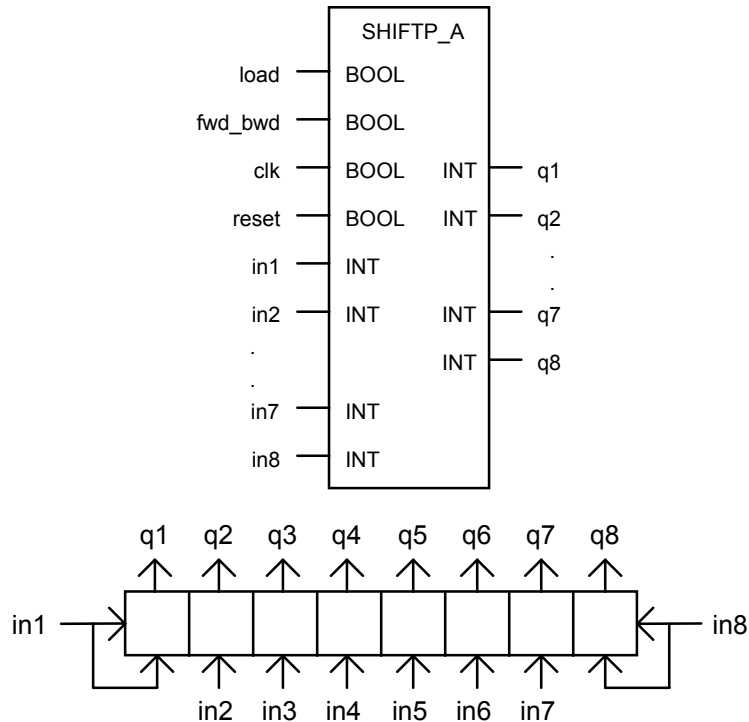 SHIFTP_A
load BOOL
fwd_bwd BOOL
clk BOOL INT q1
reset BOOL INT q2
in1 INT .
in2 INT INT q7
. INT q8
.
in7 INT
in8 INT
q1 q2 q3 q4 q5 q6 q7 q8
in1 in8
in2 in3 in4 in5 in6 in7